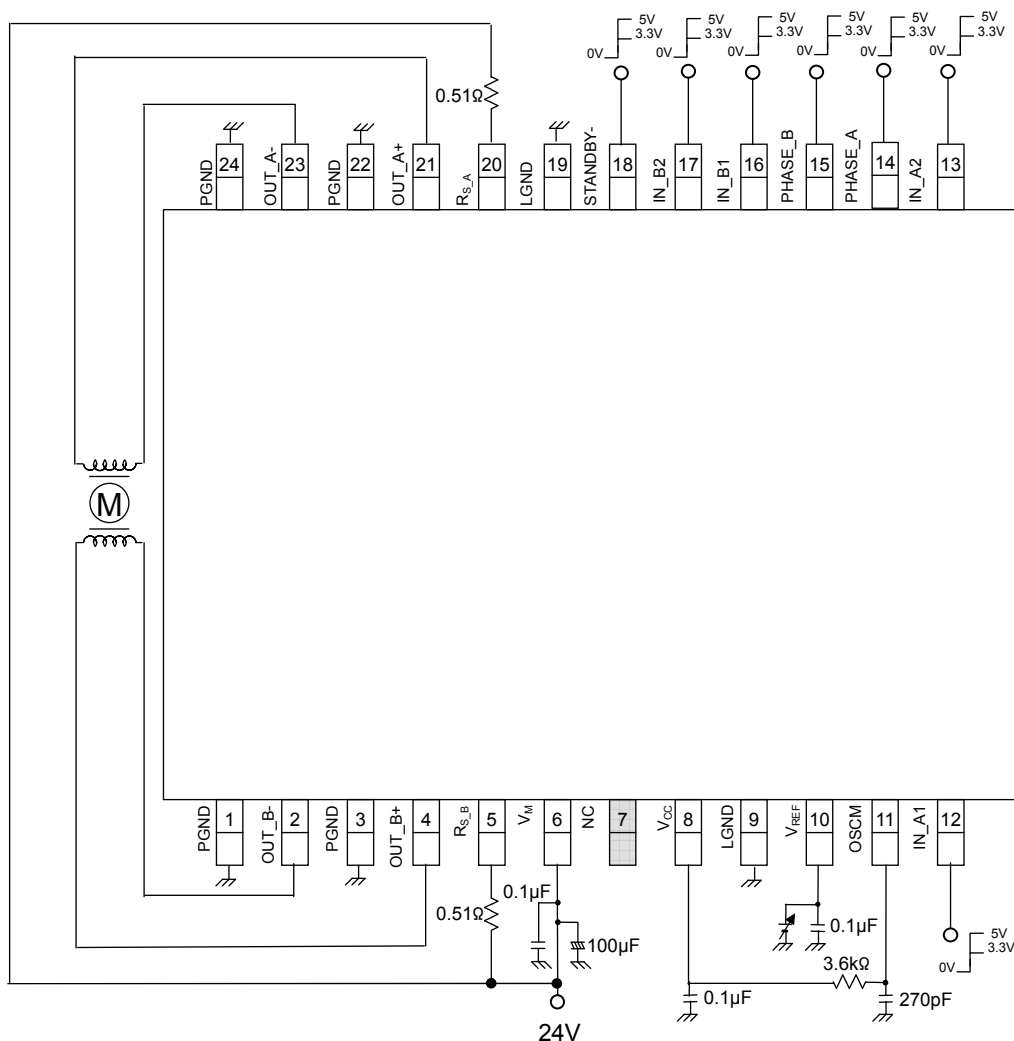 5V 5V 5V 5V 5V 5V
3.3V 3.3V 3.3V 3.3V 3.3V 3.3V
0V 0V 0V 0V 0V 0V
0.51Ω
24 23 22 21 20 19 18 17 16 15 14 13
PGND OUT_A- PGND OUT_A+ RS_A LGND STANDBY- IN_B2 IN_B1 PHASE_B PHASE_A IN_A2
M
PGND OUT_B- PGND OUT_B+ RS_B VM NC VCC LGND VREF OSCM IN_A1
1 2 3 4 5 6 7 8 9 10 11 12
0.1μF
0.51Ω
100μF
0.1μF
5V
3.3V
0V
3.6kΩ
0.1μF
270pF
24V